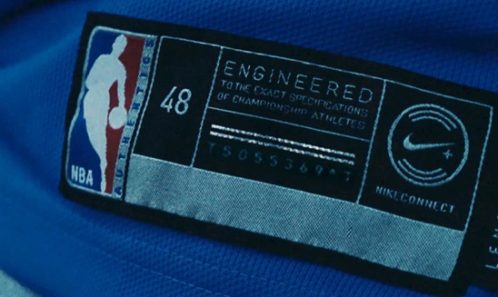 NBA
AUTHENTICS
48
ENGINEERED
TO THE EXACT SPECIFICATIONS
OF CHAMPIONSHIP ATHLETES
NIKECONNECT